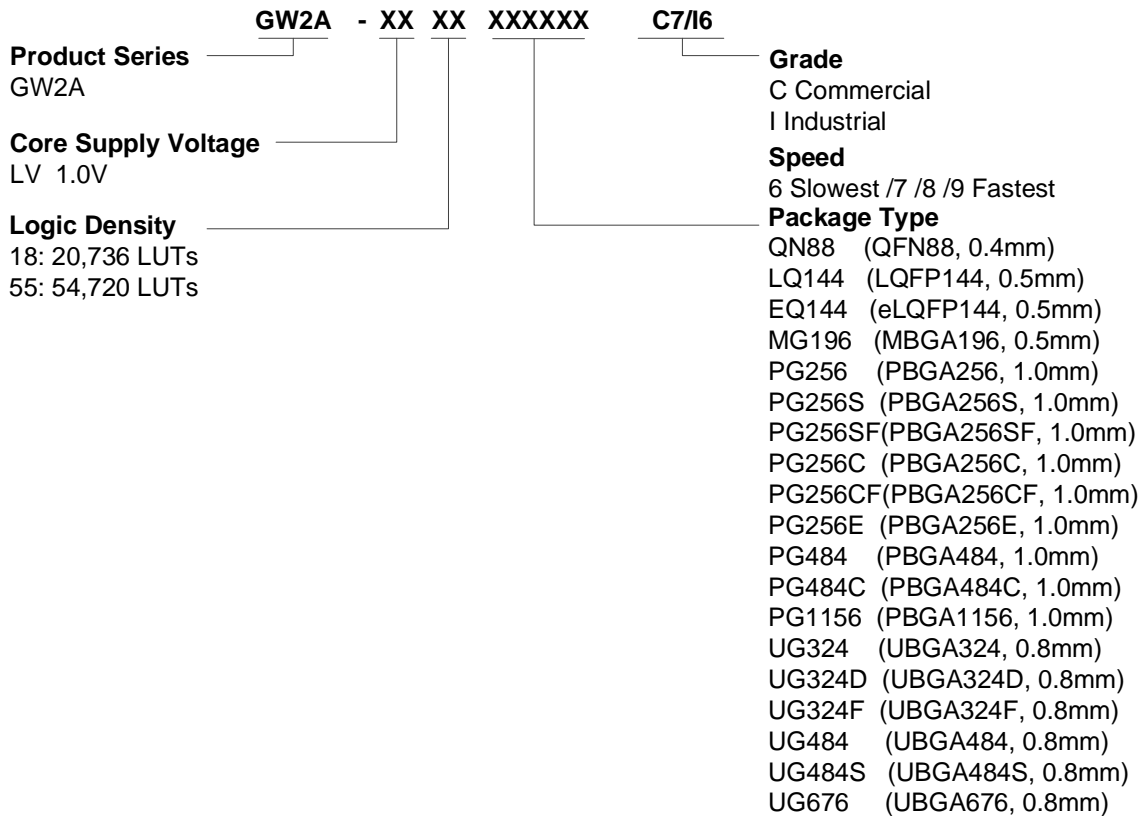 GW2A - XX XX XXXXXX C7/I6
Product Series
GW2A
Core Supply Voltage
LV 1.0V
Logic Density
18: 20,736 LUTs
55: 54,720 LUTs
Grade
C Commercial
I Industrial
Speed
6 Slowest /7 /8 /9 Fastest
Package Type
QN88 (QFN88, 0.4mm)
LQ144 (LQFP144, 0.5mm)
EQ144 (eLQFP144, 0.5mm)
MG196 (MBGA196, 0.5mm)
PG256 (PBGA256, 1.0mm)
PG256S (PBGA256S, 1.0mm)
PG256SF(PBGA256SF, 1.0mm)
PG256C (PBGA256C, 1.0mm)
PG256CF(PBGA256CF, 1.0mm)
PG256E (PBGA256E, 1.0mm)
PG484 (PBGA484, 1.0mm)
PG484C (PBGA484C, 1.0mm)
PG1156 (PBGA1156, 1.0mm)
UG324 (UBGA324, 0.8mm)
UG324D (UBGA324D, 0.8mm)
UG324F (UBGA324F, 0.8mm)
UG484 (UBGA484, 0.8mm)
UG484S (UBGA484S, 0.8mm)
UG676 (UBGA676, 0.8mm)